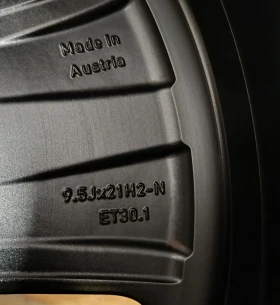 Made in
Austria
9.5Jx21H2-N
ET30.1